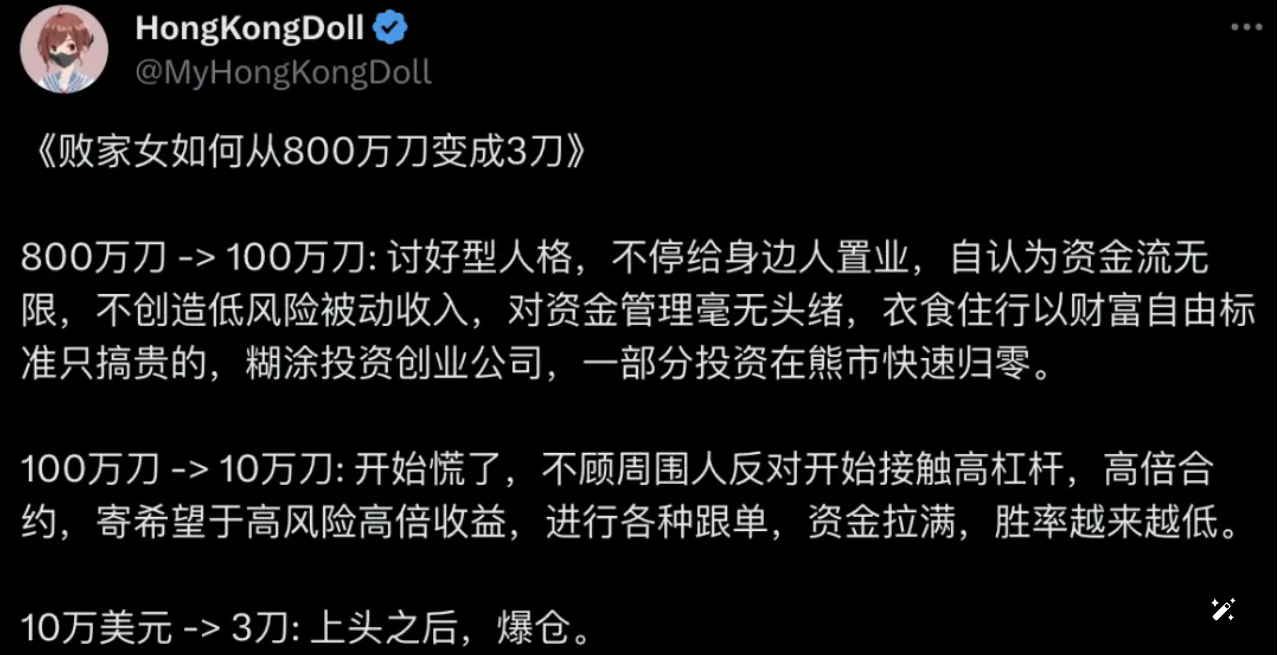 HongKongDoll
@MyHongKongDoll
《败家女如何从800万刀变成3刀》
800万刀 -> 100万刀: 讨好型人格，不停给身边人置业，自认为资金流无
限，不创造低风险被动收入，对资金管理毫无头绪，衣食住行以财富自由标
准只搞贵的，糊涂投资创业公司，一部分投资在熊市快速归零。
100万刀 -> 10万刀: 开始慌了，不顾周围人反对开始接触高杠杆，高倍合
约，寄希望于高风险高倍收益，进行各种跟单，资金拉满，胜率越来越低。
10万美元 -> 3刀: 上头之后，爆仓。